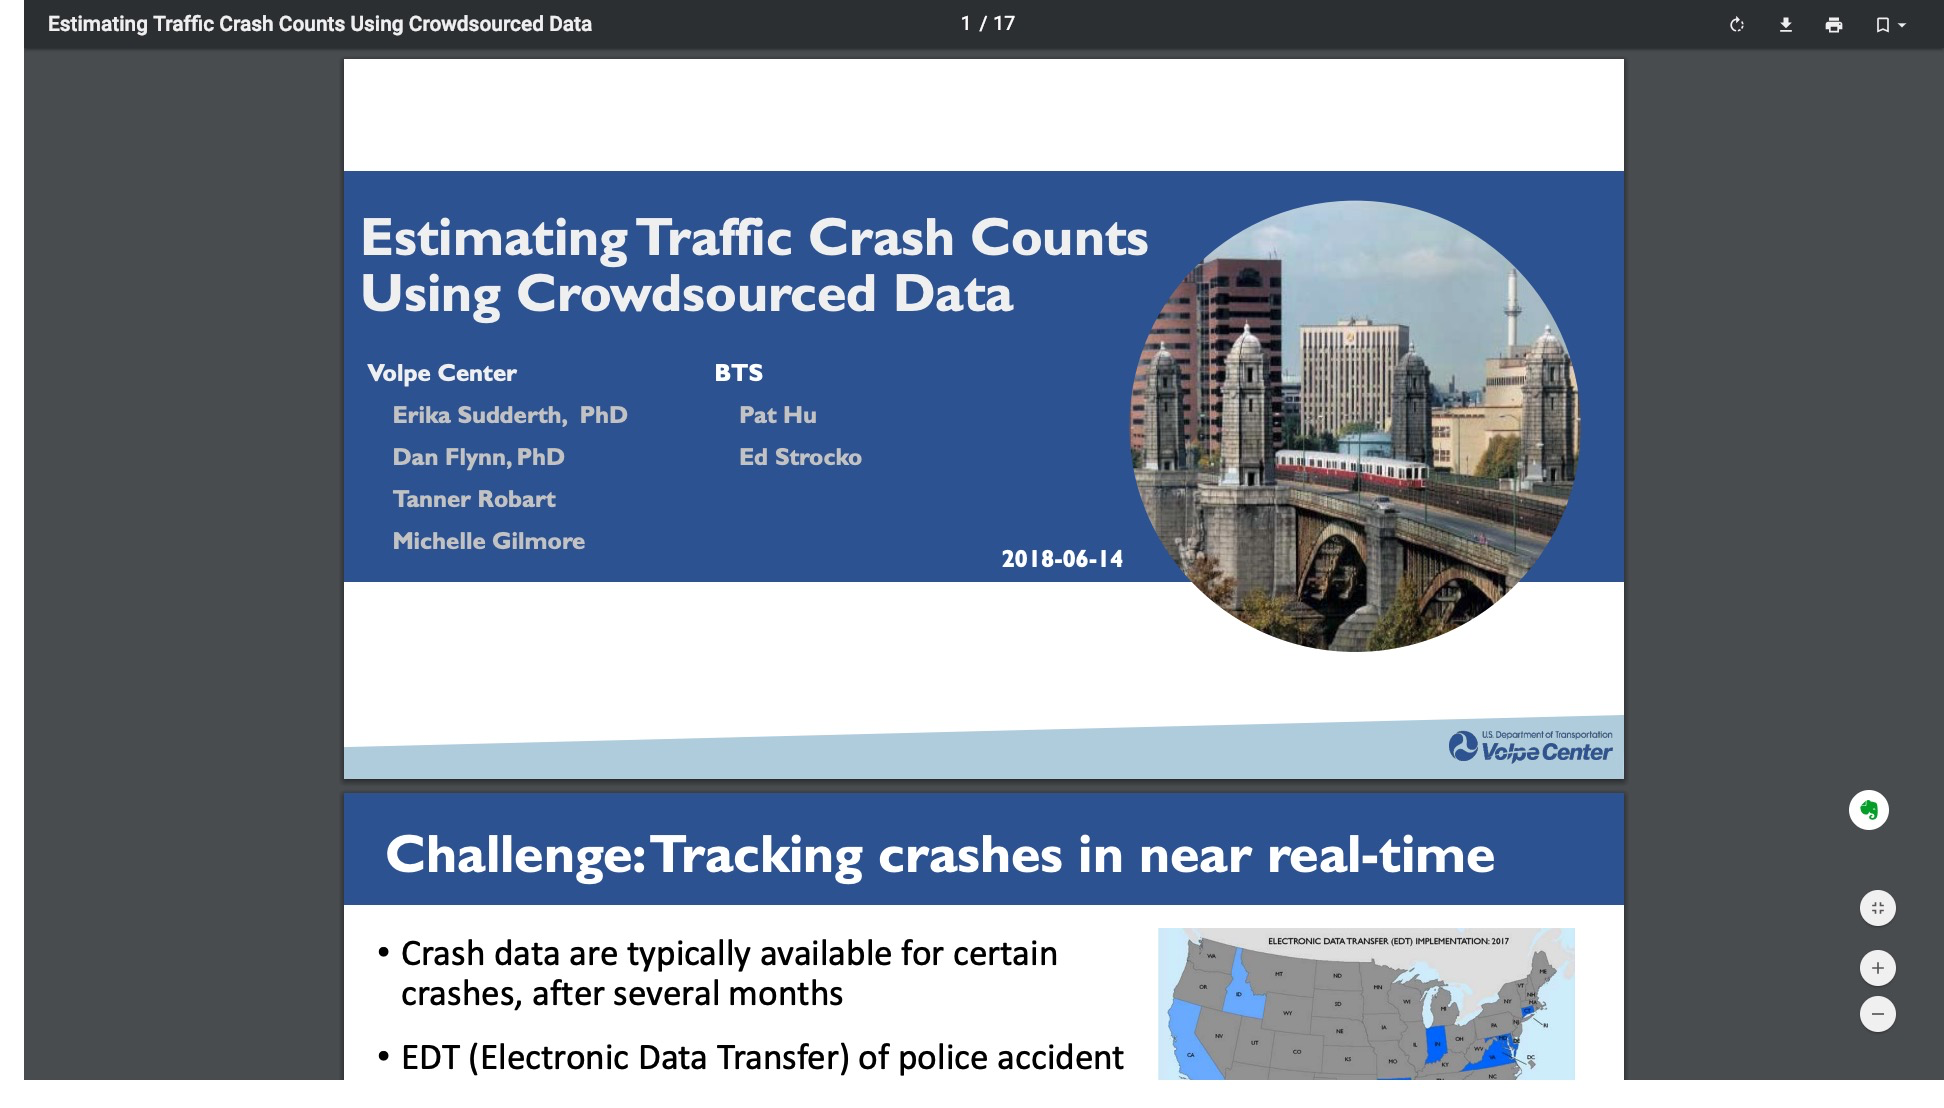 Estimating Traffic Crash Counts Using Crowdsourced Data
1 / 17
Estimating Traffic Crash Counts
Using Crowdsourced Data
Volpe Center
Erika Sudderth, PhD
Dan Flynn, PhD
Tanner Robart
Michelle Gilmore
BTS
Pat Hu
Ed Strocko
2018-06-14
U.S. Department of Transportation
Volpe Center
Challenge: Tracking crashes in near real-time
• Crash data are typically available for certain
crashes, after several months
• EDT (Electronic Data Transfer) of police accident
ELECTRONIC DATA TRANSFER (EDT) IMPLEMENTATION: 2017
WA
MT
ND
MN
ME
OR
ID
SD
WI
MI
VT
NH
NY
MA
WY
RI
NV
NE
IA
PA
NJ
UT
CO
IL
OH
CA
KS
MO
WV
VA
KY
DC
NC